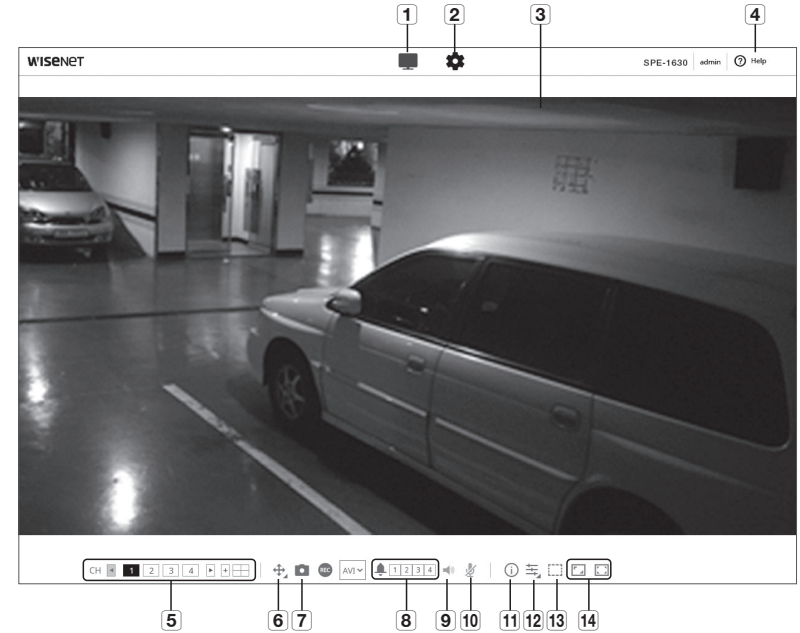 1 2 3 4
WISENET
SPE-1630 admin ? Help
CH 1 2 3 4 + REC AVI 1 2 3 4 i
5 6 7 8 9 10 11 12 13 14